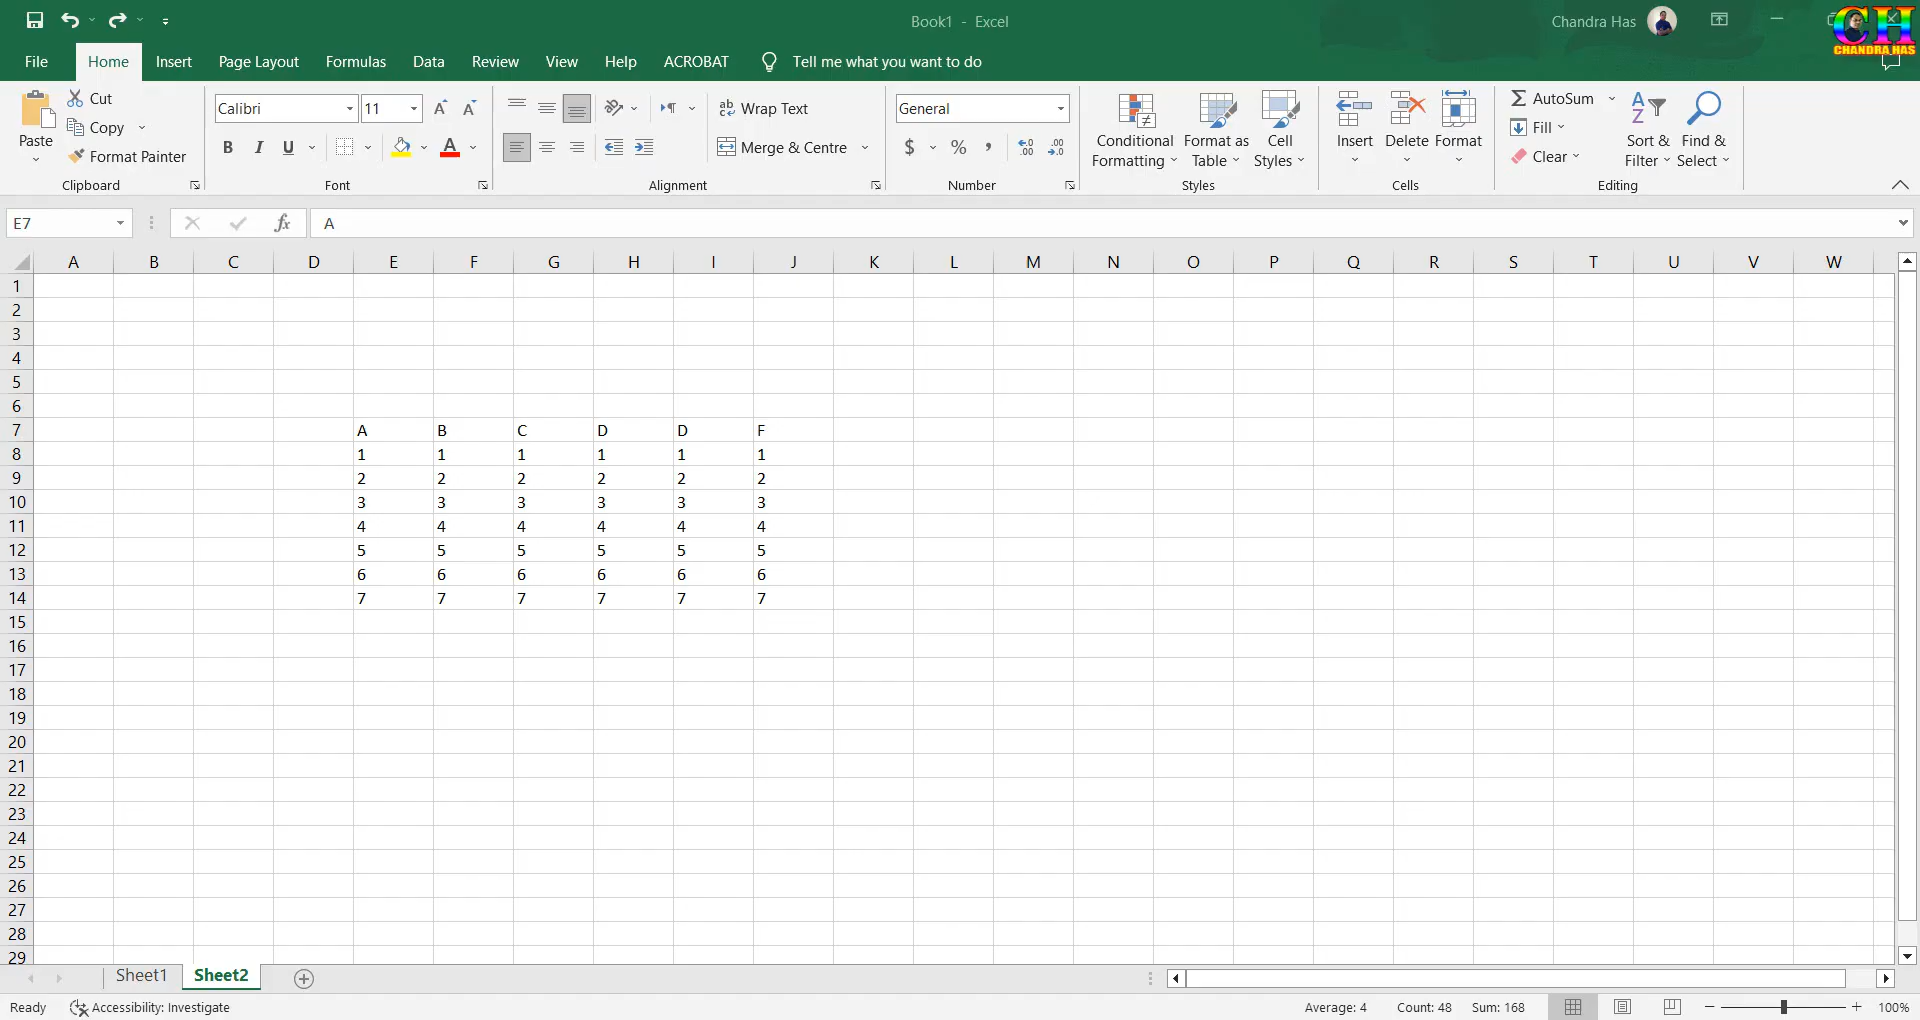 Book1 - Excel
Chandra Has
CH
CHANDRA HAS
File Home Insert Page Layout Formulas Data Review View Help ACROBAT Tell me what you want to do
Paste
Cut
Copy
Format Painter
Clipboard
Calibri 11
B I U A
Font
Wrap Text
Merge & Centre
Alignment
General
$ % ,
Number
Conditional Formatting
Format as Table
Cell Styles
Styles
Insert Delete Format
Cells
AutoSum
Fill
Clear
Sort & Filter
Find & Select
Editing
E7 fx A
A B C D E F G H I J K L M N O P Q R S T U V W
1
2
3
4
5
6
7 A B C D D F
8 1 1 1 1 1 1
9 2 2 2 2 2 2
10 3 3 3 3 3 3
11 4 4 4 4 4 4
12 5 5 5 5 5 5
13 6 6 6 6 6 6
14 7 7 7 7 7 7
15
16
17
18
19
20
21
22
23
24
25
26
27
28
29
Sheet1 Sheet2
Ready Accessibility: Investigate Average: 4 Count: 48 Sum: 168 100%